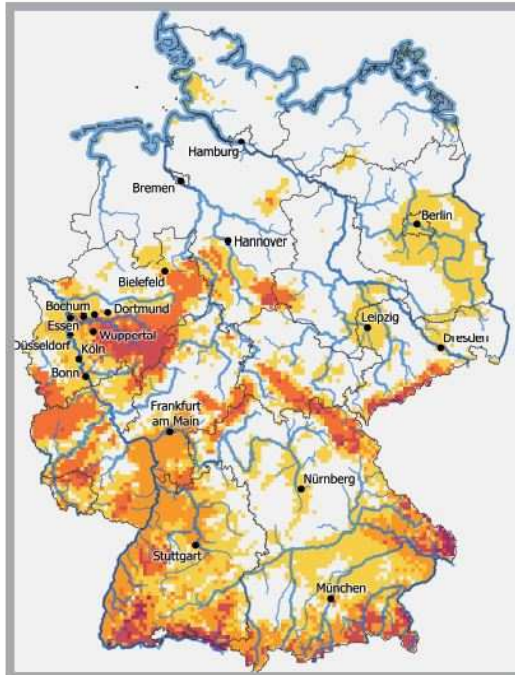 Hamburg
Bremen
Berlin
Hannover
Bielefeld
Bochum
Dortmund
Essen
Leipzig
Wuppertal
Düsseldorf
Dresden
Köln
Bonn
Frankfurt
am Main
Nürnberg
Stuttgart
München